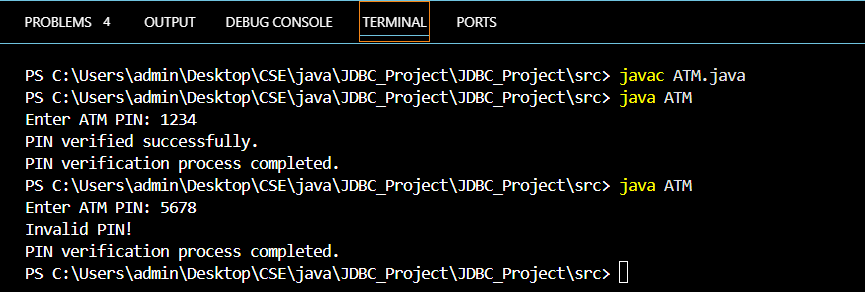 PROBLEMS 4 OUTPUT DEBUG CONSOLE TERMINAL PORTS
PS C:\Users\admin\Desktop\CSE\java\JDBC_Project\JDBC_Project\src> javac ATM.java
PS C:\Users\admin\Desktop\CSE\java\JDBC_Project\JDBC_Project\src> java ATM
Enter ATM PIN: 1234
PIN verified successfully.
PIN verification process completed.
PS C:\Users\admin\Desktop\CSE\java\JDBC_Project\JDBC_Project\src> java ATM
Enter ATM PIN: 5678
Invalid PIN!
PIN verification process completed.
PS C:\Users\admin\Desktop\CSE\java\JDBC_Project\JDBC_Project\src>